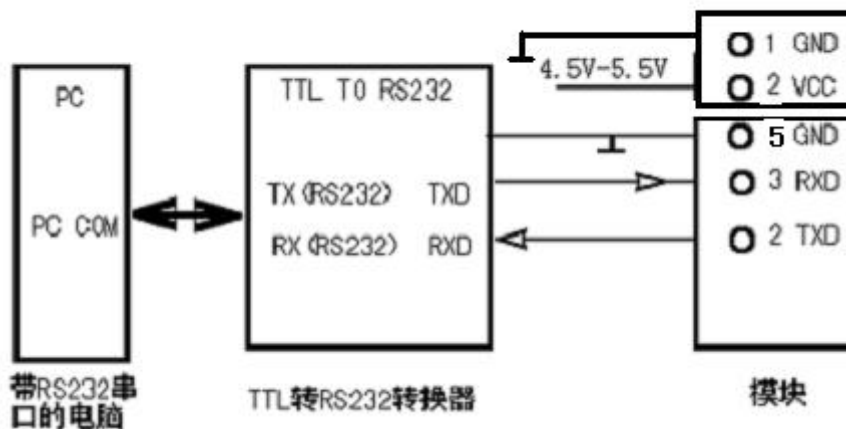 PC
PC COM
带RS232串
口的电脑
TTL TO RS232
TX(RS232) TXD
RX(RS232) RXD
TTL转RS232转换器
4.5V-5.5V
1 GND
2 VCC
5 GND
3 RXD
2 TXD
模块